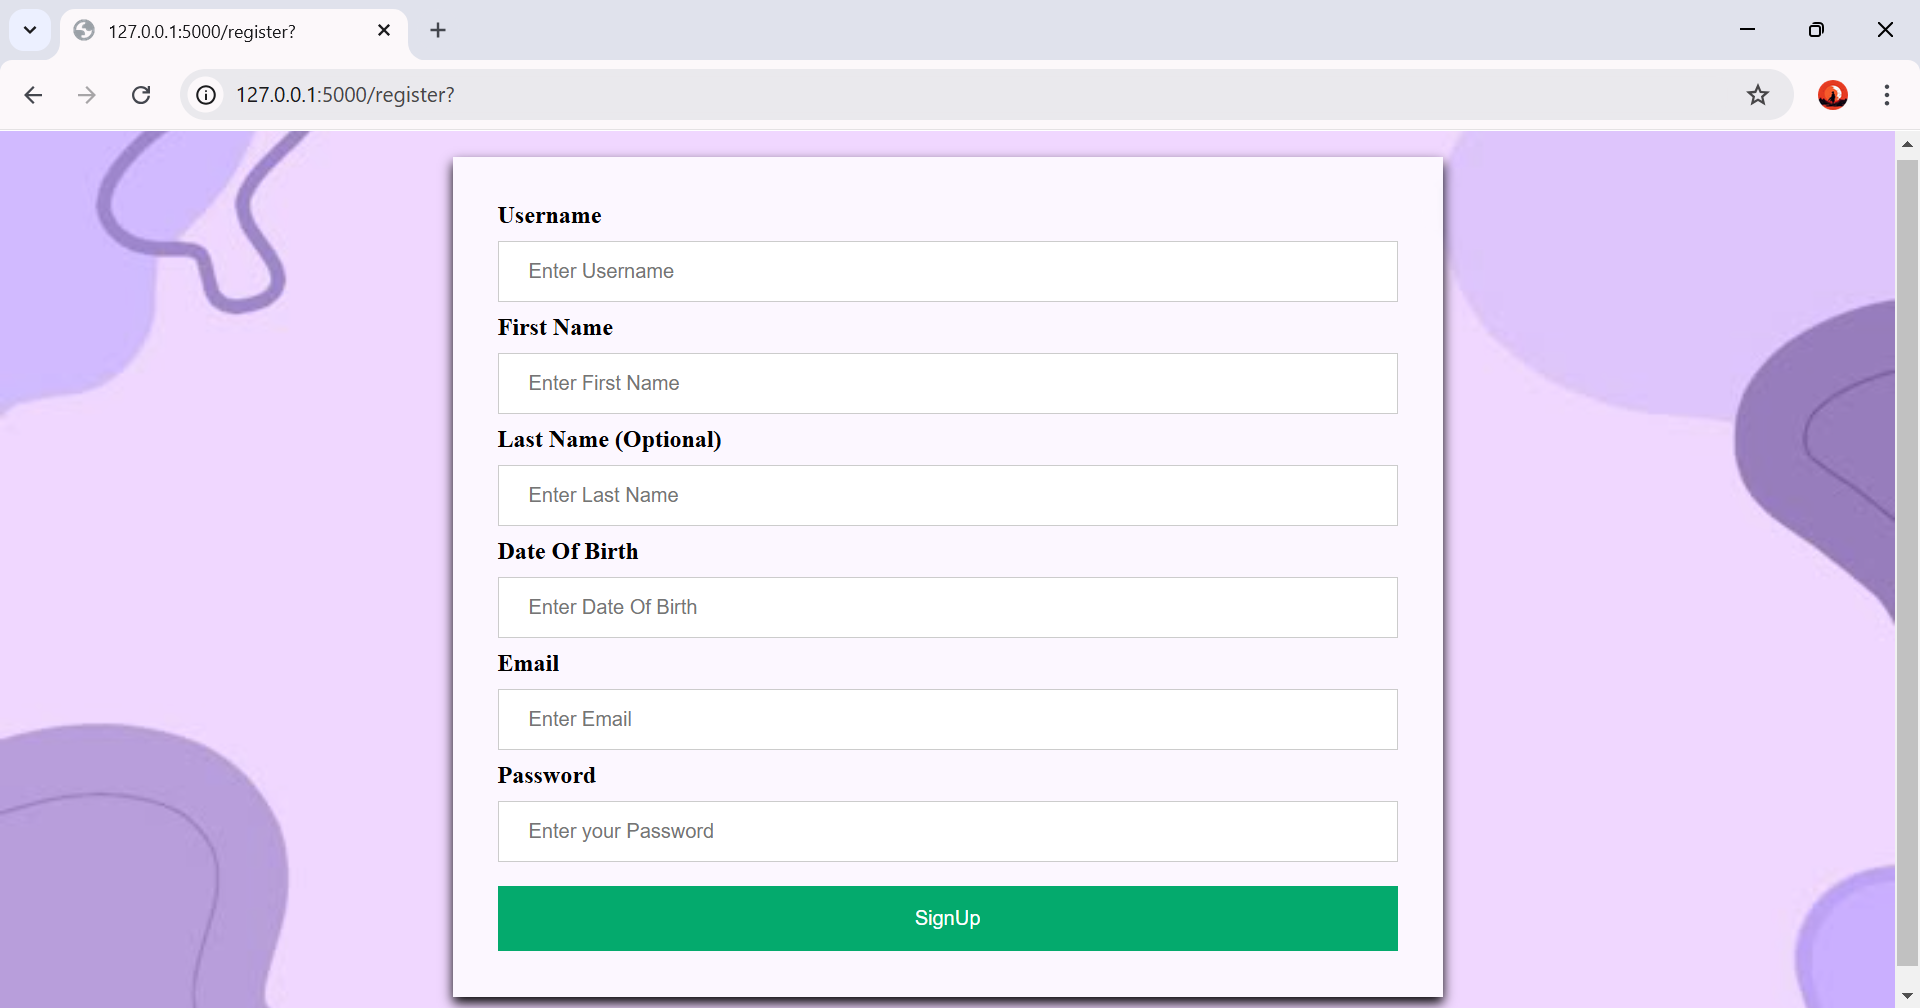 127.0.0.1:5000/register?
127.0.0.1:5000/register?
Username
Enter Username
First Name
Enter First Name
Last Name (Optional)
Enter Last Name
Date Of Birth
Enter Date Of Birth
Email
Enter Email
Password
Enter your Password
SignUp